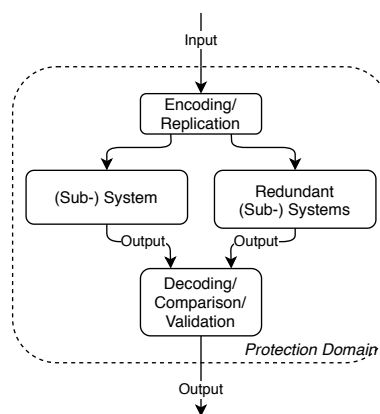 Input
Encoding/
Replication
(Sub-) System
Redundant
(Sub-) Systems
Output
Output
Decoding/
Comparison/
Validation
Protection Domain
Output